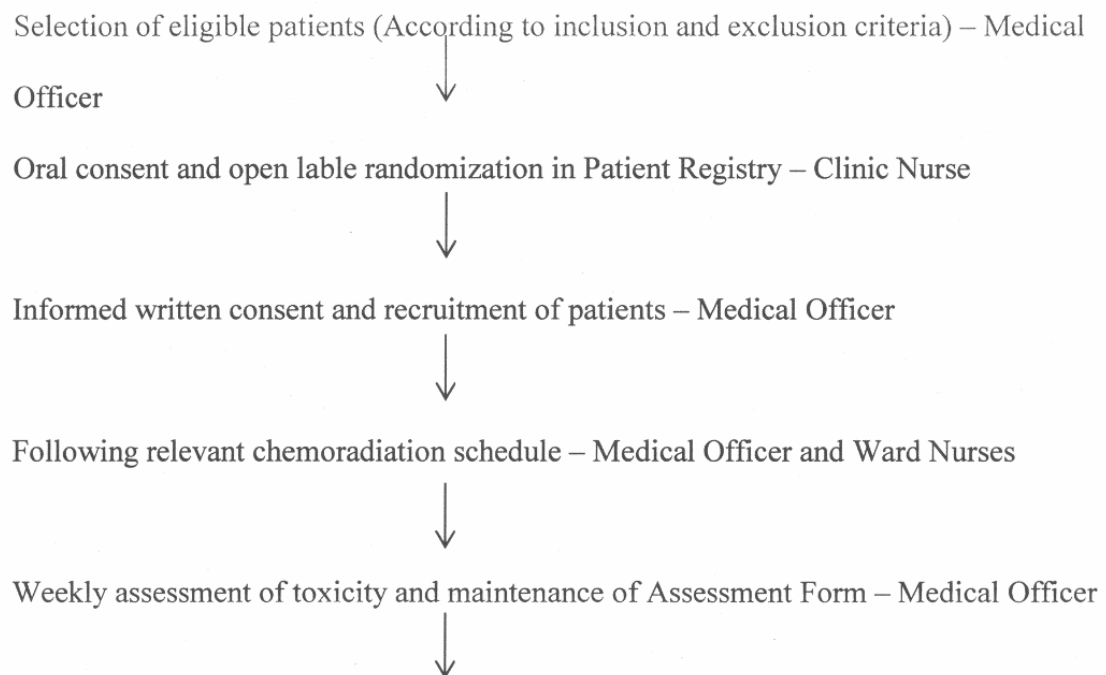 Selection of eligible patients (According to inclusion and exclusion criteria) – Medical
Officer
Oral consent and open lable randomization in Patient Registry – Clinic Nurse
Informed written consent and recruitment of patients – Medical Officer
Following relevant chemoradiation schedule – Medical Officer and Ward Nurses
Weekly assessment of toxicity and maintenance of Assessment Form – Medical Officer